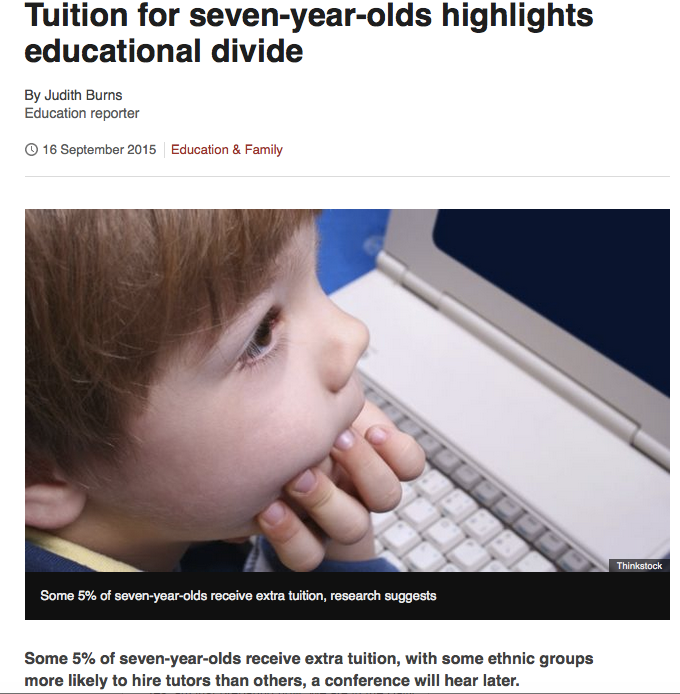 Tuition for seven-year-olds highlights
educational divide
By Judith Burns
Education reporter
16 September 2015 Education & Family
Thinkstock
Some 5% of seven-year-olds receive extra tuition, research suggests
Some 5% of seven-year-olds receive extra tuition, with some ethnic groups
more likely to hire tutors than others, a conference will hear later.